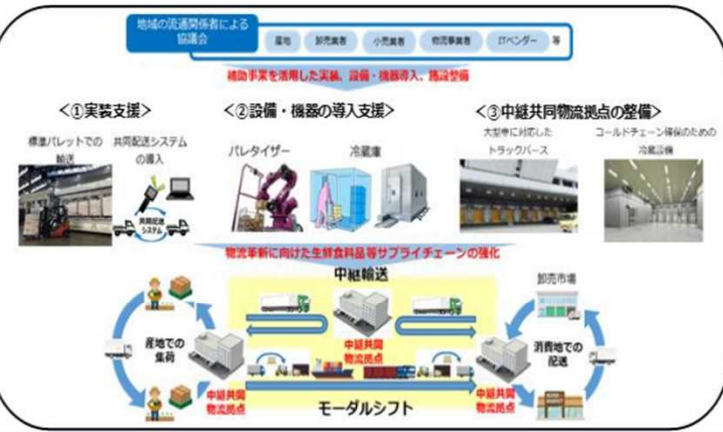 地域の流通関係者による
協議会
産地
卸売業者
小売業者
物流事業者
ITベンダー
等
補助事業を活用した実装、設備・機器導入、施設整備
<①実装支援>
<②設備・機器の導入支援>
<③中継共同物流拠点の整備>
標準パレットでの
輸送
共同配送システム
の導入
パレタイザー
冷蔵庫
大型車に対応した
トラックバース
コールドチェーン確保のための
冷蔵設備
共同配送
システム
物流革新に向けた生鮮食料品等サプライチェーンの強化
中継輸送
産地での
集荷
中継共同
物流拠点
中継共同
物流拠点
モーダルシフト
中継共同
物流拠点
卸売市場
消費地での
配送